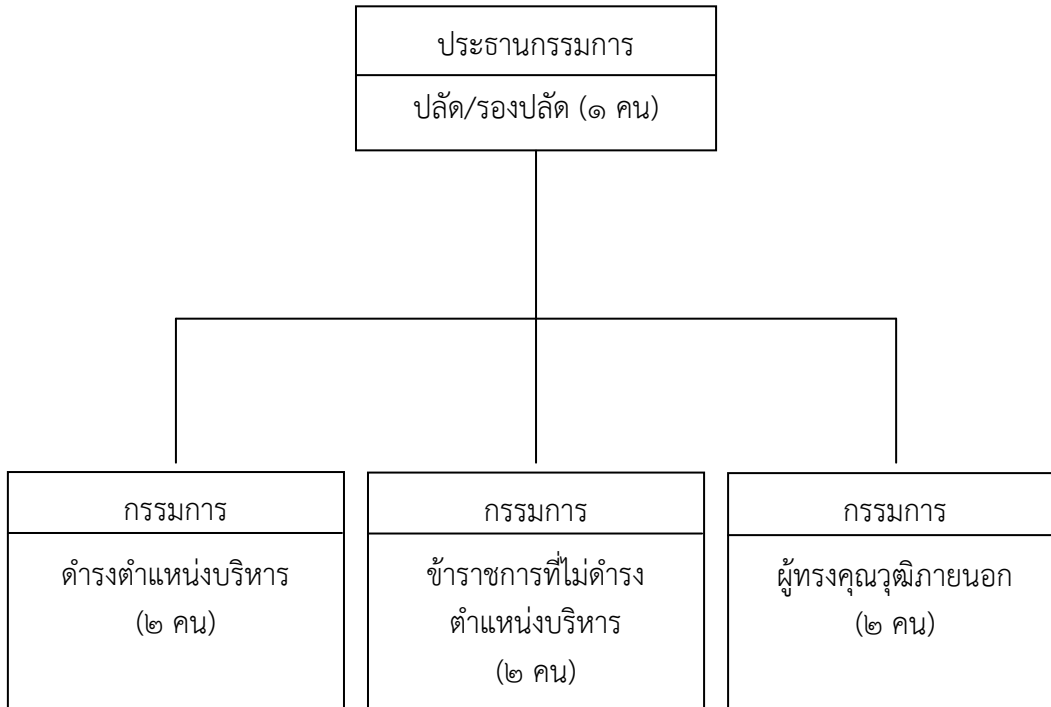 ประธานกรรมการ
ปลัด/รองปลัด (๑ คน)
กรรมการ
ดำรงตำแหน่งบริหาร
(๒ คน)
กรรมการ
ข้าราชการที่ไม่ดำรง
ตำแหน่งบริหาร
(๒ คน)
กรรมการ
ผู้ทรงคุณวุฒิภายนอก
(๒ คน)